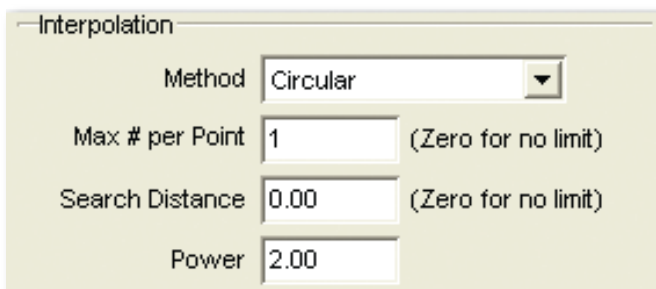 Interpolation
Method Circular
Max # per Point 1 (Zero for no limit)
Search Distance 0.00 (Zero for no limit)
Power 2.00